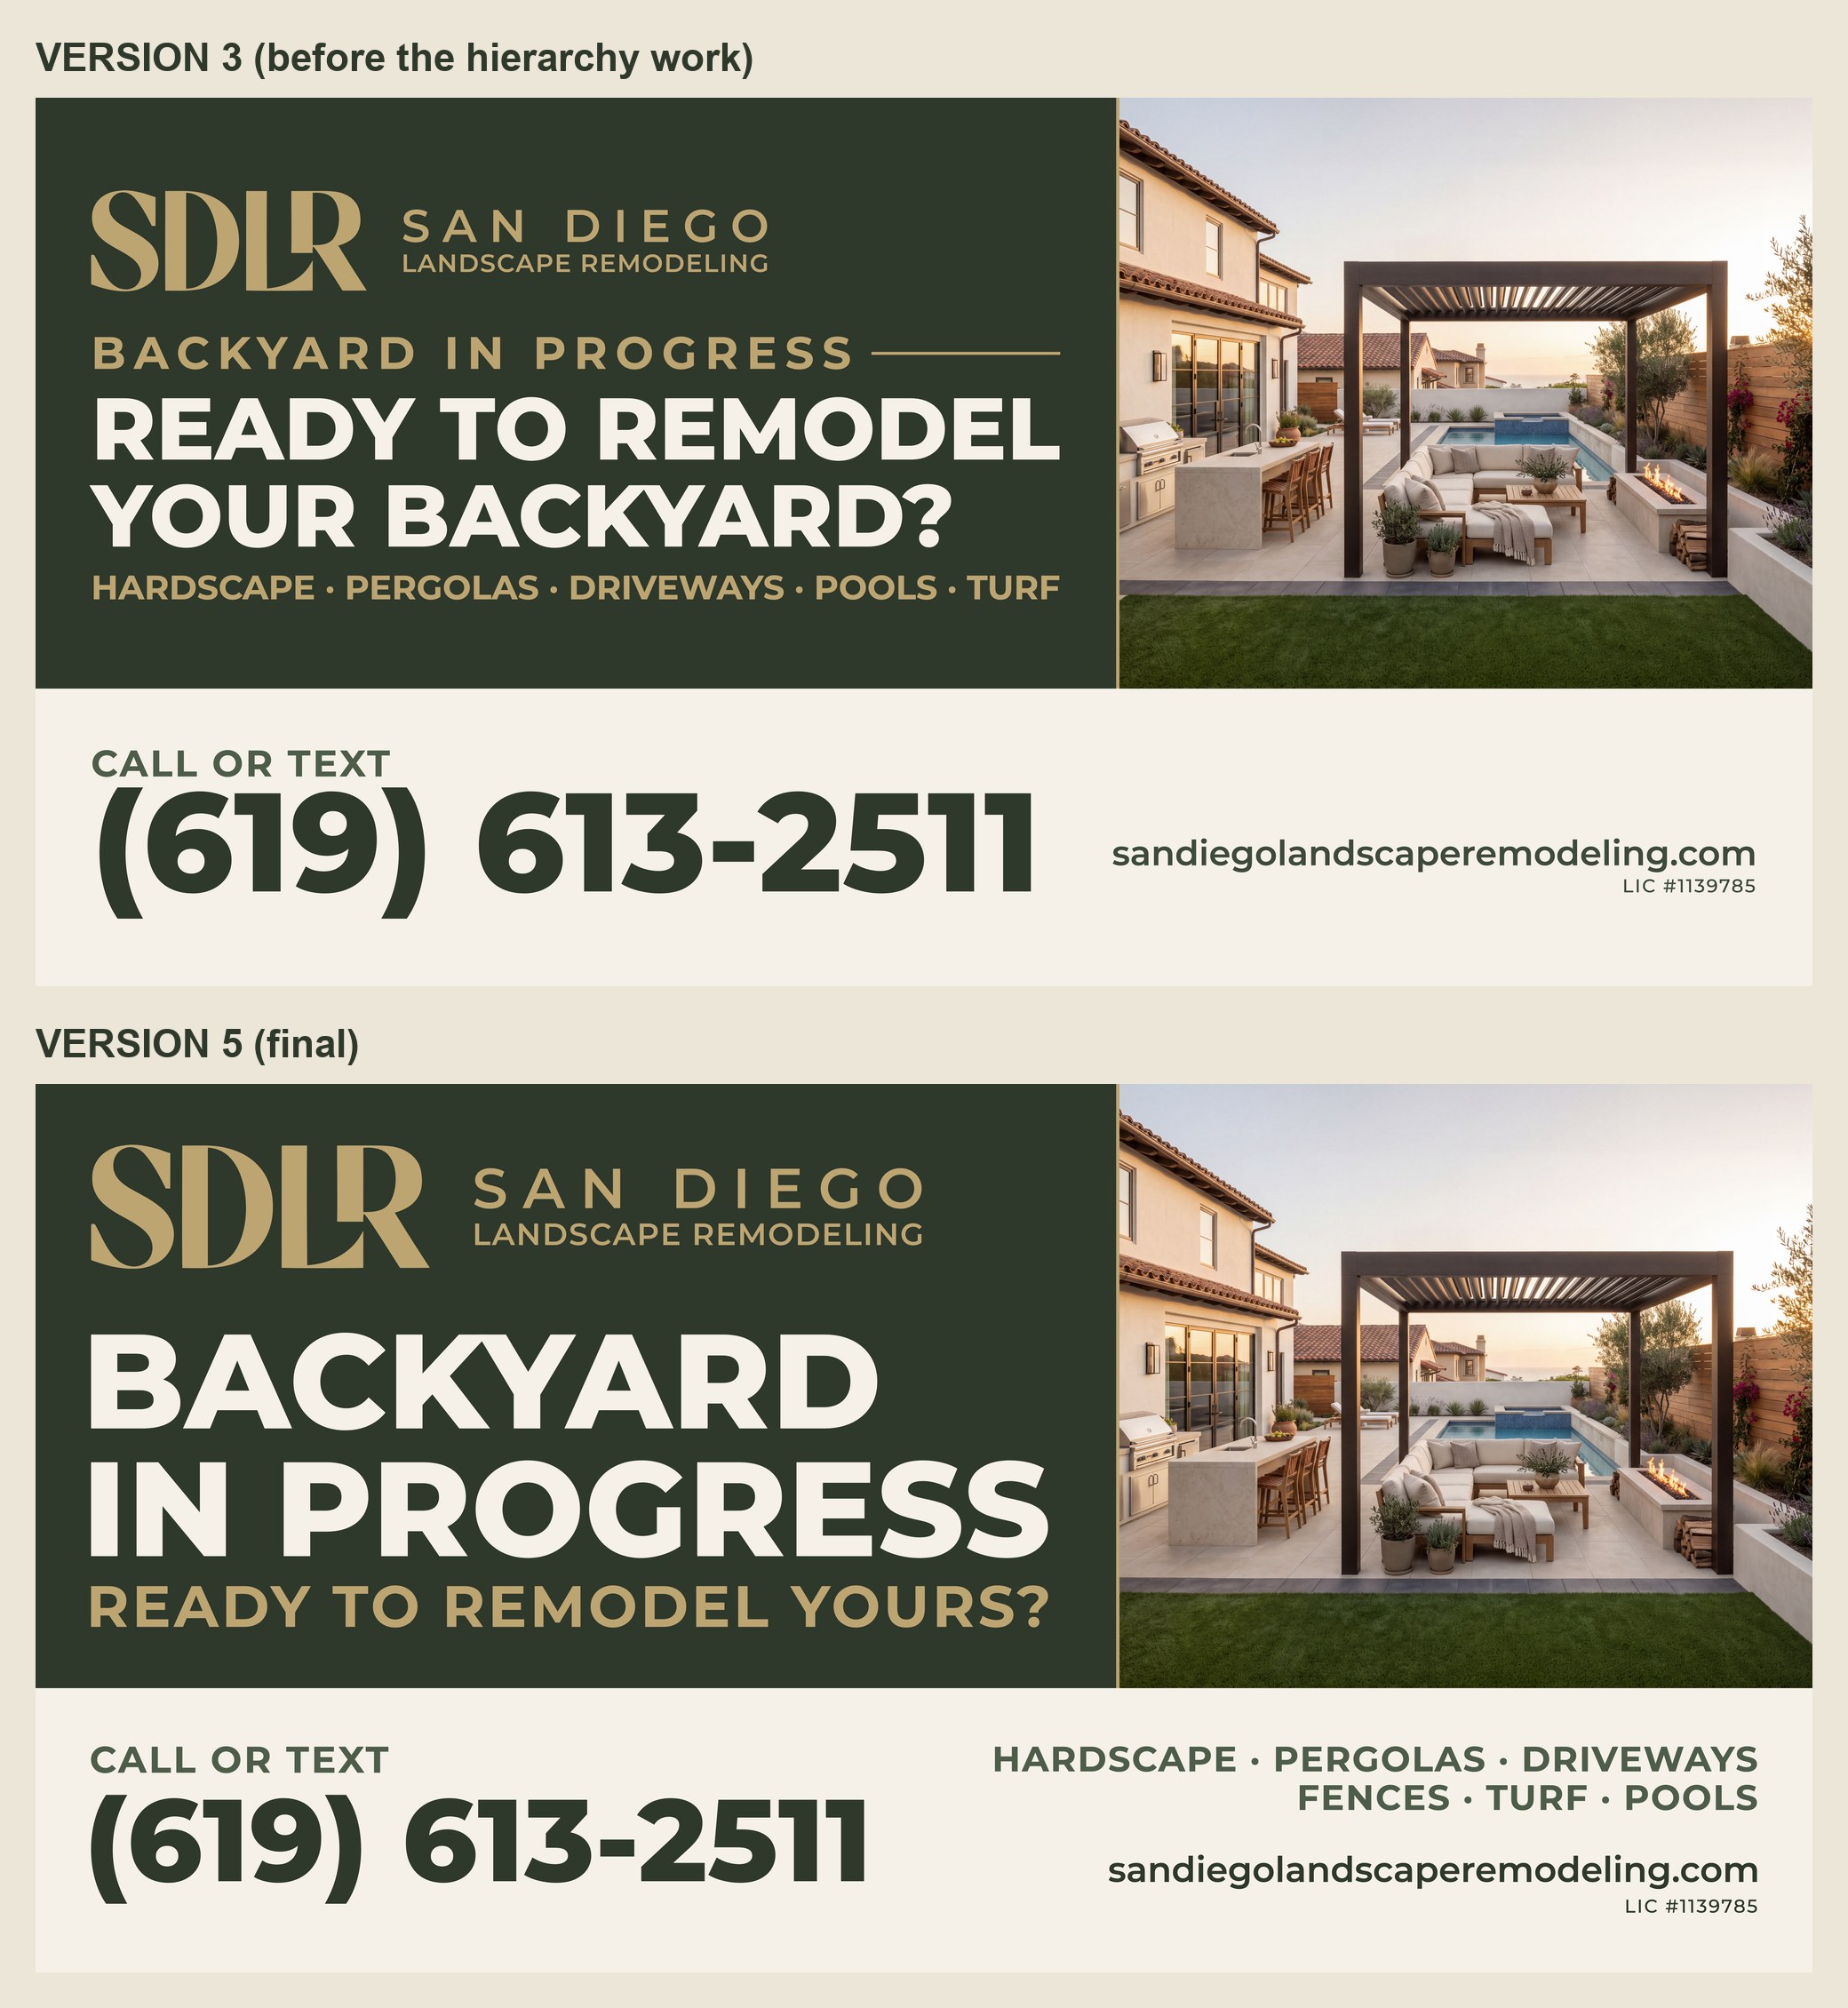 VERSION 3 (before the hierarchy work)
SDLR
SAN DIEGO
LANDSCAPE REMODELING
BACKYARD IN PROGRESS
READY TO REMODEL
YOUR BACKYARD?
HARDSCAPE · PERGOLAS · DRIVEWAYS · POOLS · TURF
CALL OR TEXT
(619) 613-2511
sandiegolandscaperemodeling.com
LIC #1139785
VERSION 5 (final)
SDLR
SAN DIEGO
LANDSCAPE REMODELING
BACKYARD
IN PROGRESS
READY TO REMODEL YOURS?
CALL OR TEXT
(619) 613-2511
HARDSCAPE · PERGOLAS · DRIVEWAYS
FENCES · TURF · POOLS
sandiegolandscaperemodeling.com
LIC #1139785